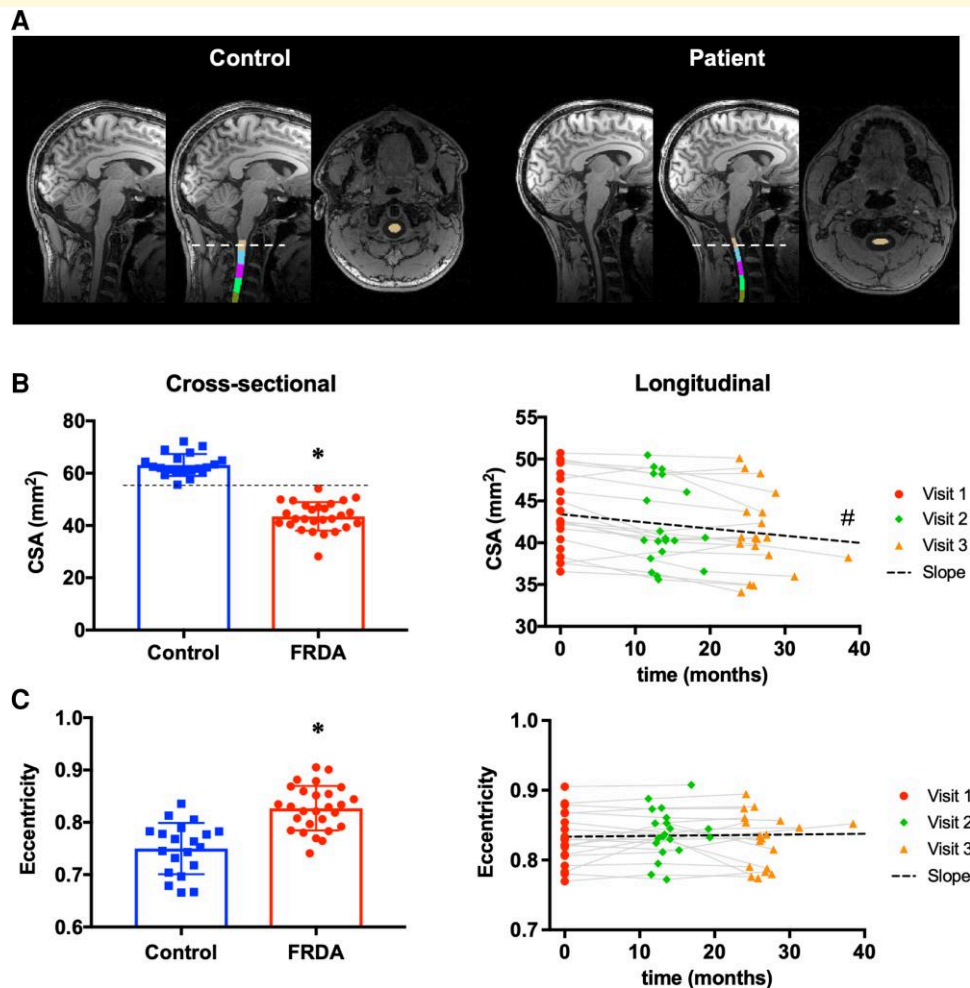 A
Control
Patient
B
Cross-sectional
Longitudinal
CSA (mm²)
80
60
40
20
0
*
Control
FRDA
CSA (mm²)
55
50
45
40
35
30
#
0
10
20
30
40
time (months)
Visit 1
Visit 2
Visit 3
Slope
C
Eccentricity
1.0
0.9
0.8
0.7
0.6
*
Control
FRDA
Eccentricity
1.0
0.9
0.8
0.7
0
10
20
30
40
time (months)
Visit 1
Visit 2
Visit 3
Slope